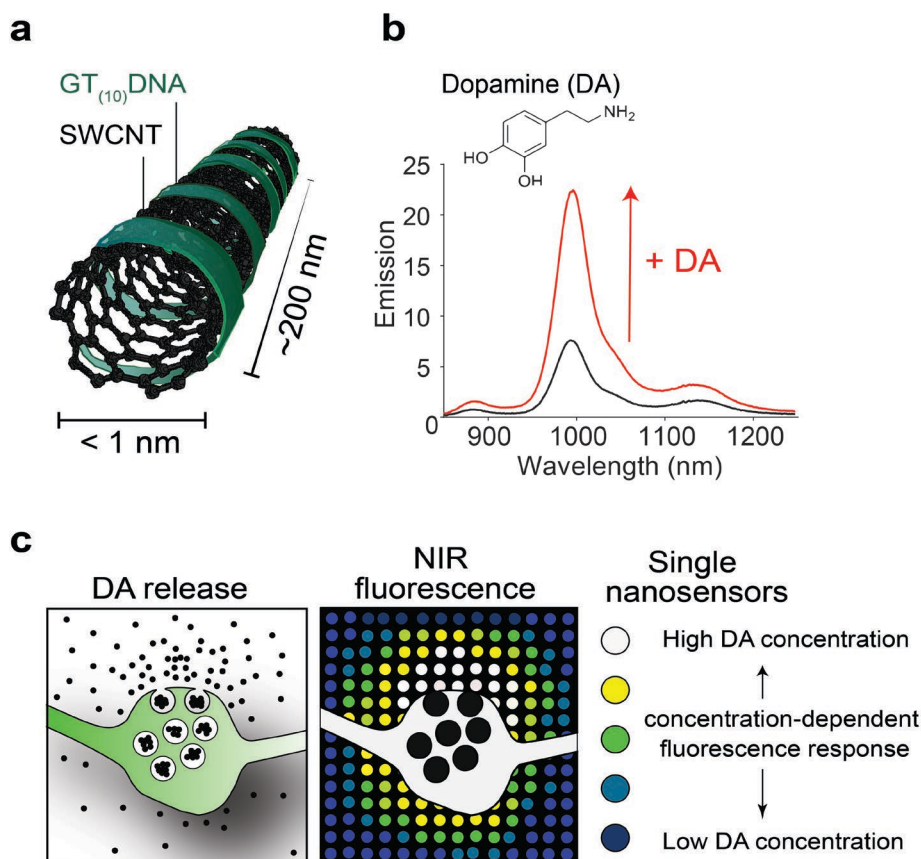 a
GT(10)DNA
SWCNT
~200 nm
< 1 nm
b
Dopamine (DA)
NH2
HO
OH
25
20
15
10
5
0
Emission
+ DA
900 1000 1100 1200
Wavelength (nm)
c
DA release
NIR
fluorescence
Single
nanosensors
High DA concentration
concentration-dependent
fluorescence response
Low DA concentration